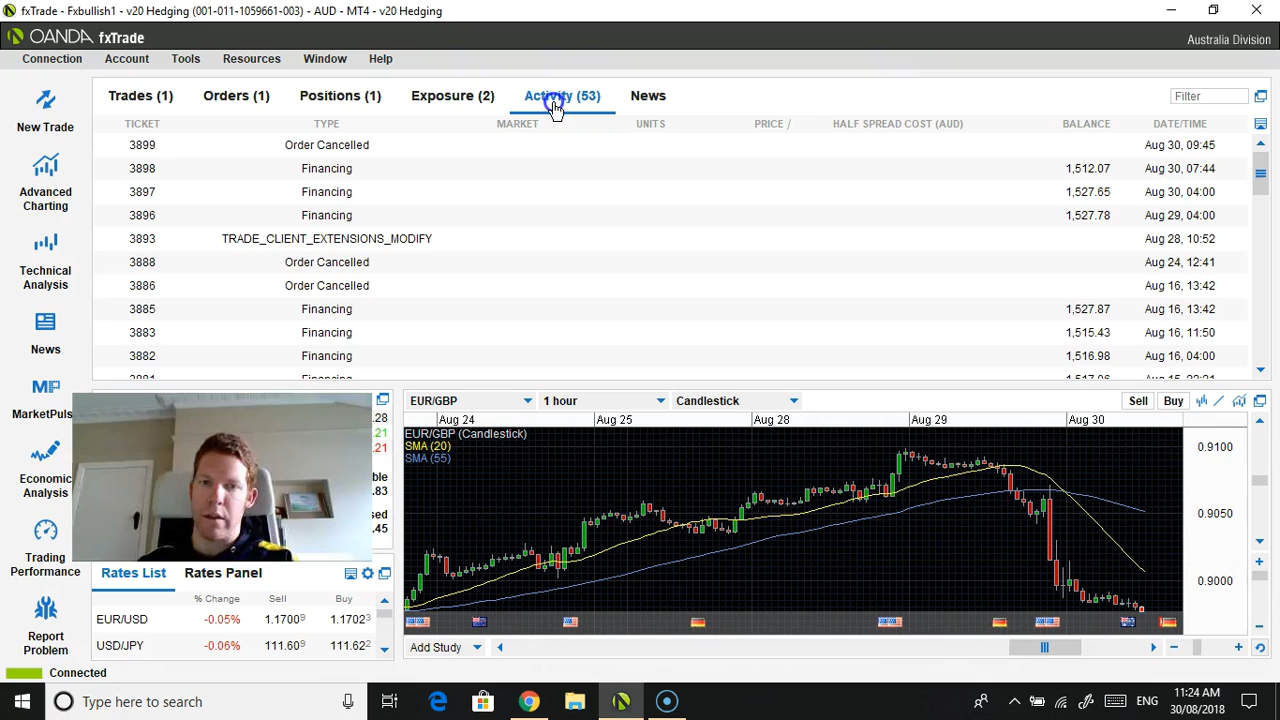 fxTrade - Fxbullish1 - v20 Hedging (001-011-1059661-003) - AUD - MT4 - v20 Hedging
OANDA fxTrade
Australia Division
Connection Account Tools Resources Window Help
New Trade
Advanced Charting
Technical Analysis
News
MarketPuls
Economic Analysis
Trading Performance
Report Problem
Trades (1) Orders (1) Positions (1) Exposure (2) Activity (53) News Filter
TICKET TYPE MARKET UNITS PRICE / HALF SPREAD COST (AUD) BALANCE DATE/TIME
3899 Order Cancelled Aug 30, 09:45
3898 Financing 1,512.07 Aug 30, 07:44
3897 Financing 1,527.65 Aug 30, 04:00
3896 Financing 1,527.78 Aug 29, 04:00
3893 TRADE_CLIENT_EXTENSIONS_MODIFY Aug 28, 10:52
3888 Order Cancelled Aug 24, 12:41
3886 Order Cancelled Aug 16, 13:42
3885 Financing 1,527.87 Aug 16, 13:42
3883 Financing 1,515.43 Aug 16, 11:50
3882 Financing 1,516.98 Aug 16, 04:00
.28
.21
.21
able
.83
.45
Rates List Rates Panel
% Change Sell Buy
EUR/USD -0.05% 1.17009 1.17023
USD/JPY -0.06% 111.609 111.622
EUR/GBP 1 hour Candlestick Sell Buy
Aug 24 Aug 25 Aug 28 Aug 29 Aug 30
EUR/GBP (Candlestick)
SMA (20)
SMA (55)
0.9100
0.9050
0.9000
Add Study
Connected
Type here to search
ENG
11:24 AM
30/08/2018